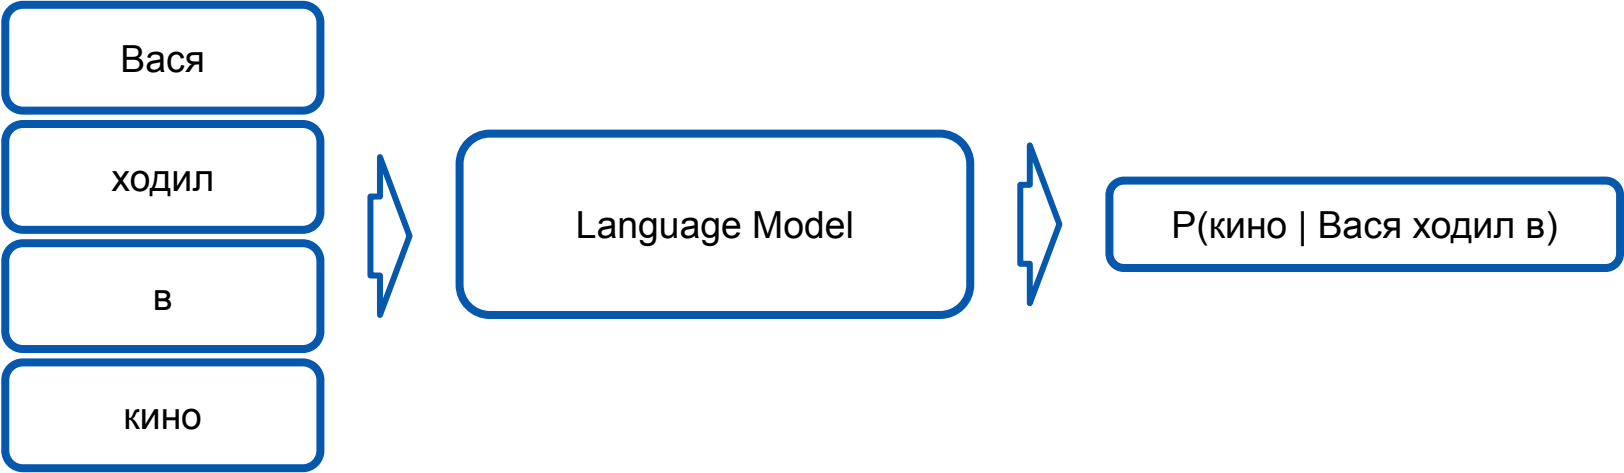 Вася
ходил
в
кино
Language Model
P(кино | Вася ходил в)